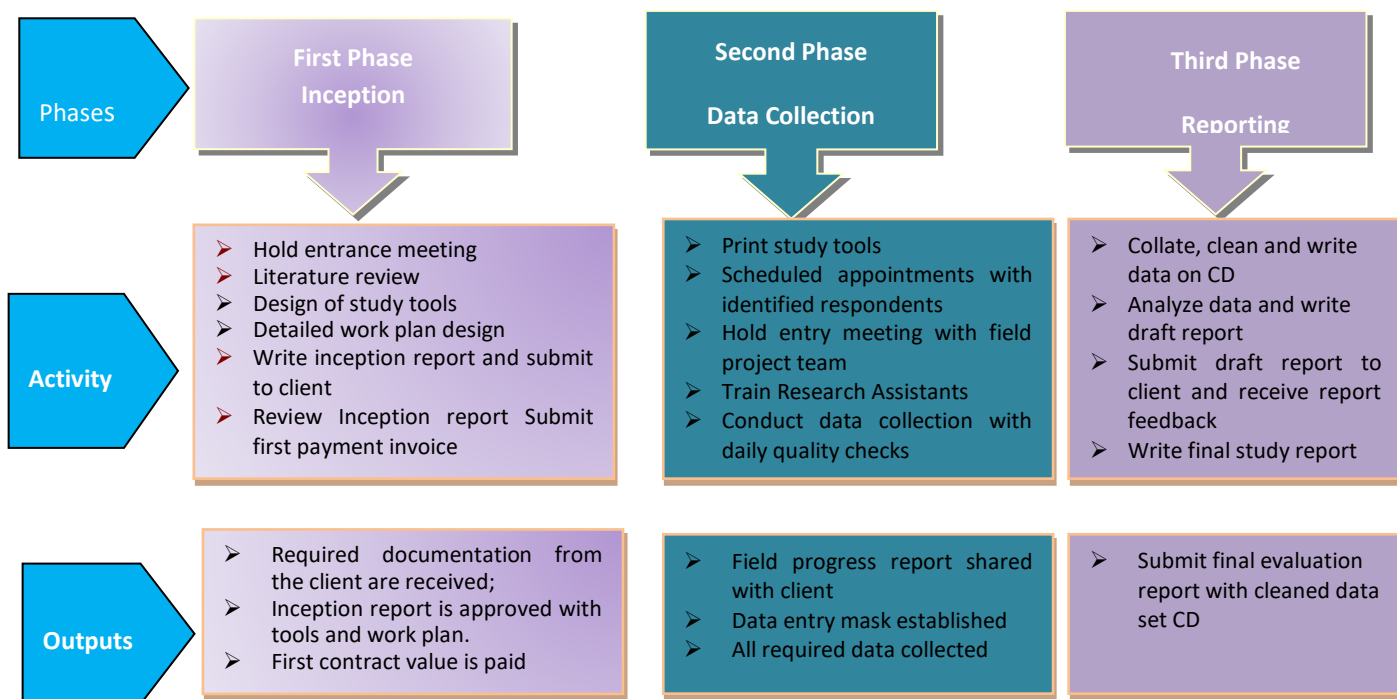 Phases
First Phase
Inception
Second Phase
Data Collection
Third Phase
Reporting
Activity
➢ Hold entrance meeting
➢ Literature review
➢ Design of study tools
➢ Detailed work plan design
➢ Write inception report and submit
to client
➢ Review Inception report Submit
first payment invoice
➢ Print study tools
➢ Scheduled appointments with
identified respondents
➢ Hold entry meeting with field
project team
➢ Train Research Assistants
➢ Conduct data collection with
daily quality checks
➢ Collate, clean and write
data on CD
➢ Analyze data and write
draft report
➢ Submit draft report to
client and receive report
feedback
➢ Write final study report
Outputs
➢ Required documentation from
the client are received;
➢ Inception report is approved with
tools and work plan.
➢ First contract value is paid
➢ Field progress report shared
with client
➢ Data entry mask established
➢ All required data collected
➢ Submit final evaluation
report with cleaned data
set CD